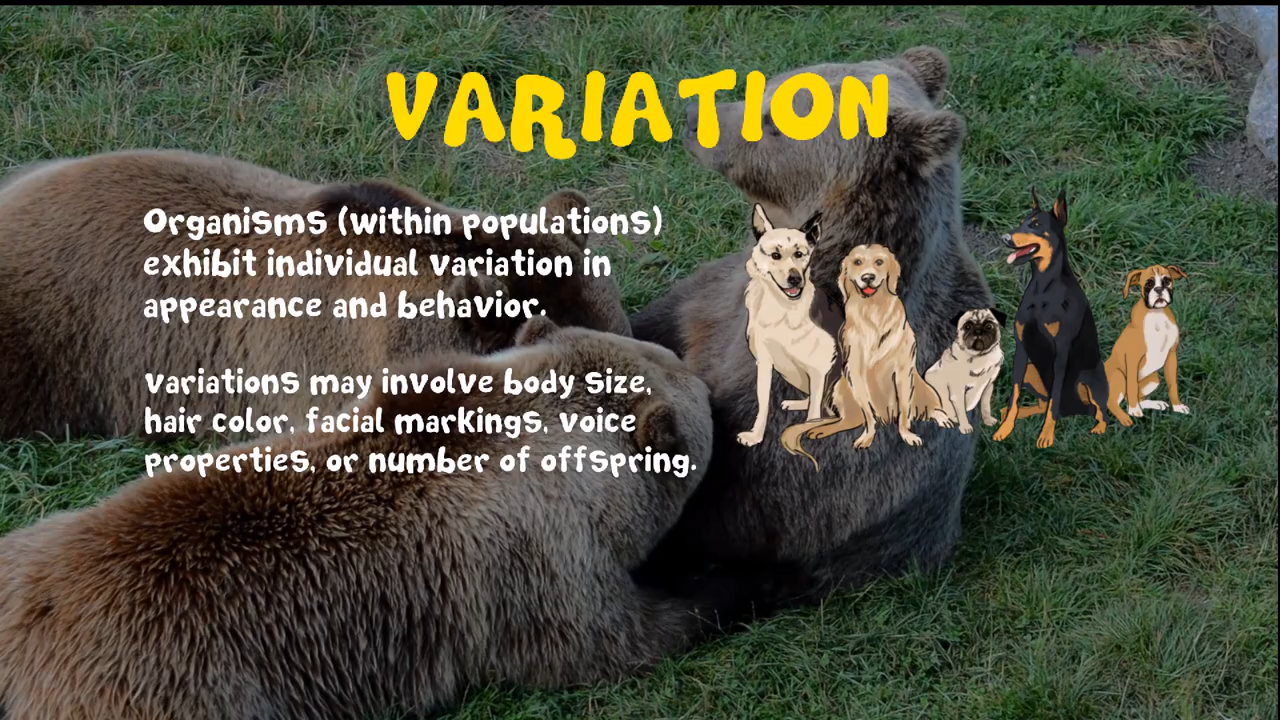 VARIATION
Organisms (within populations)
exhibit individual variation in
appearance and behavior.
variations may involve body size,
hair color, facial markings, voice
properties, or number of offspring.